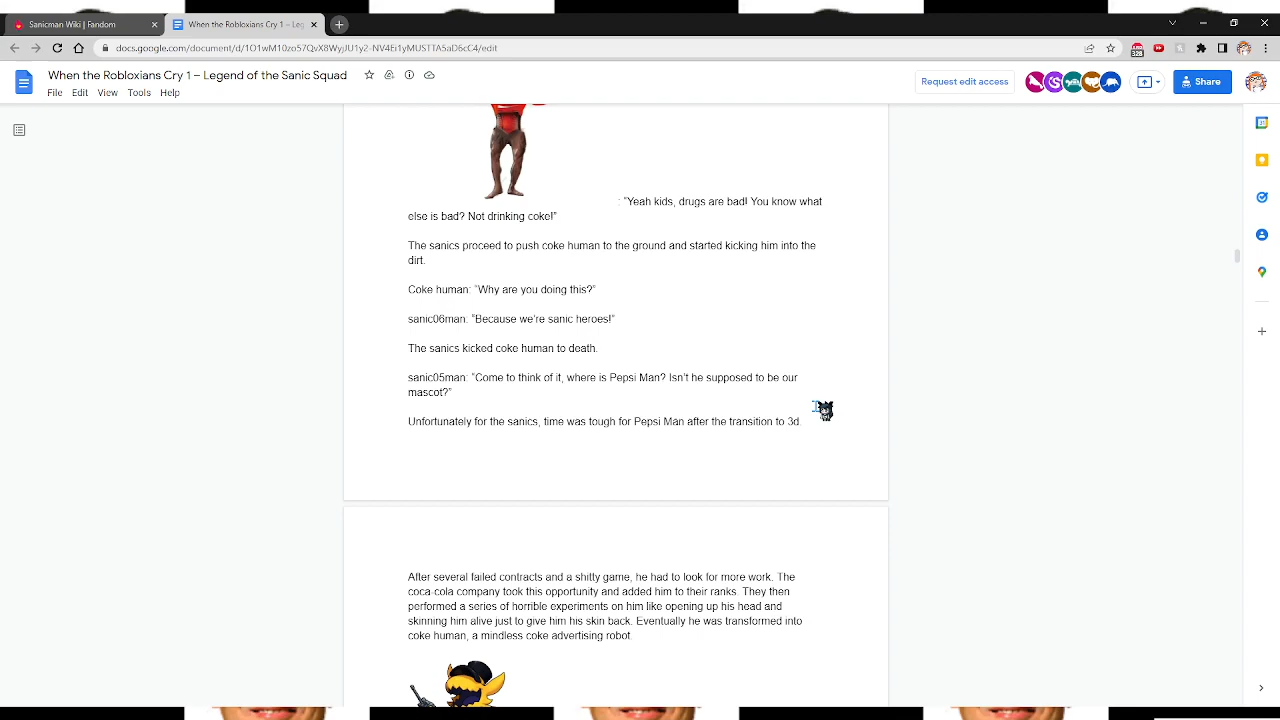 Sanicman Wiki | Fandom
When the Robloxians Cry 1 – Leg
docs.google.com/document/d/1O1wM10zo57QvX8WyjJU1y2-NV4Ei1yMUSTTA5aD6cC4/edit
When the Robloxians Cry 1 – Legend of the Sanic Squad
File Edit View Tools Help
Request edit access
Share
: “Yeah kids, drugs are bad! You know what
else is bad? Not drinking coke!”
The sanics proceed to push coke human to the ground and started kicking him into the
dirt.
Coke human: “Why are you doing this?”
sanic06man: “Because we’re sanic heroes!”
The sanics kicked coke human to death.
sanic05man: “Come to think of it, where is Pepsi Man? Isn’t he supposed to be our
mascot?”
Unfortunately for the sanics, time was tough for Pepsi Man after the transition to 3d.
After several failed contracts and a shitty game, he had to look for more work. The
coca-cola company took this opportunity and added him to their ranks. They then
performed a series of horrible experiments on him like opening up his head and
skinning him alive just to give him his skin back. Eventually he was transformed into
coke human, a mindless coke advertising robot.